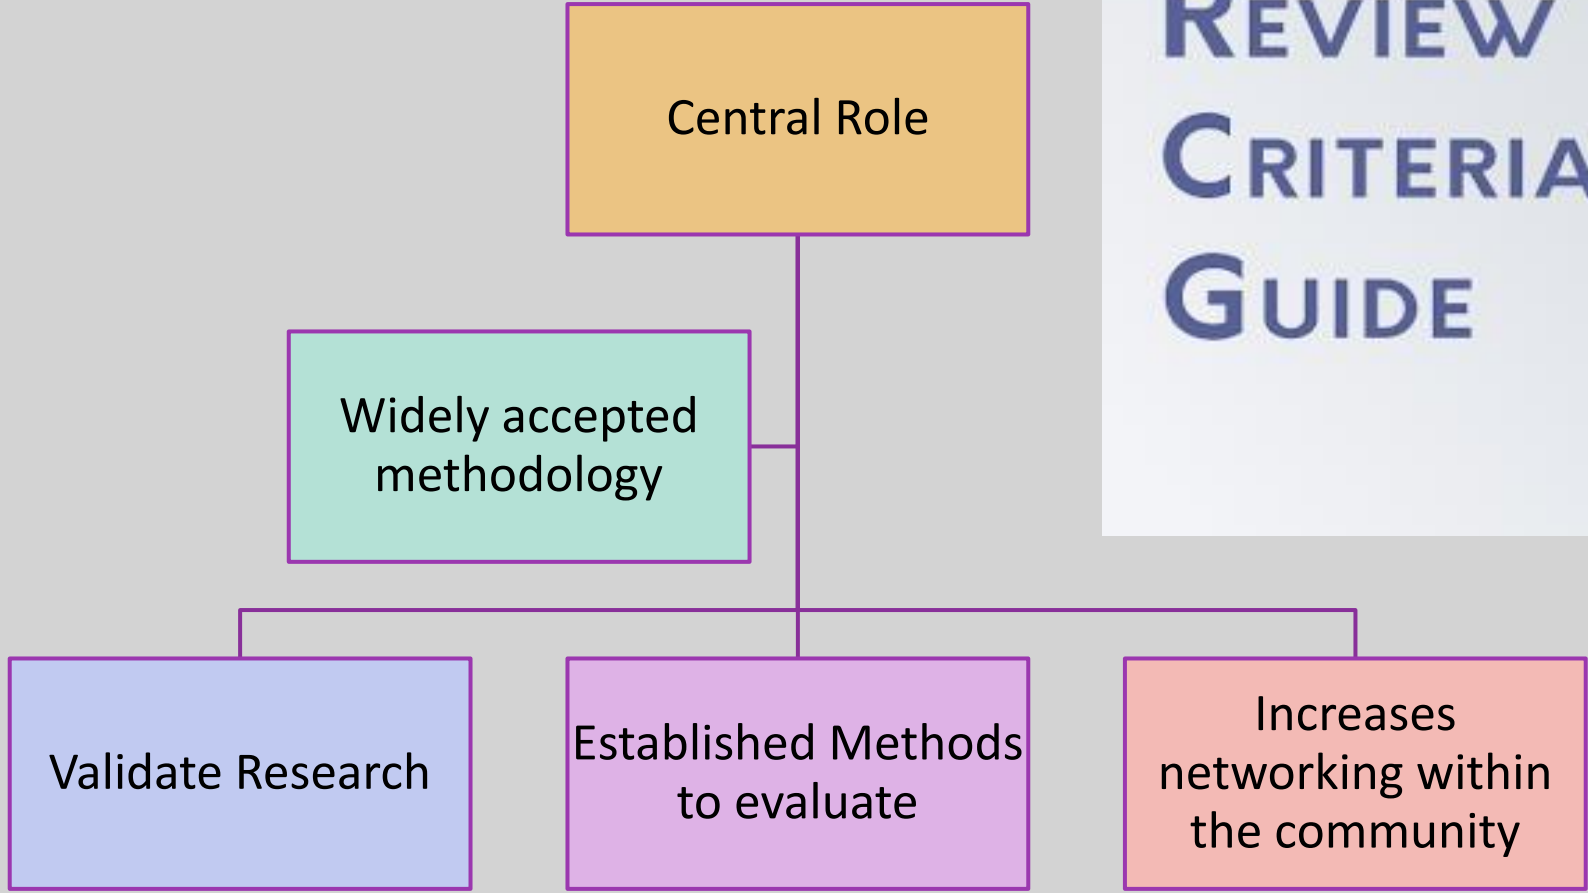 Central Role
REVIEW
CRITERIA
GUIDE
Widely accepted
methodology
Validate Research
Established Methods
to evaluate
Increases
networking within
the community